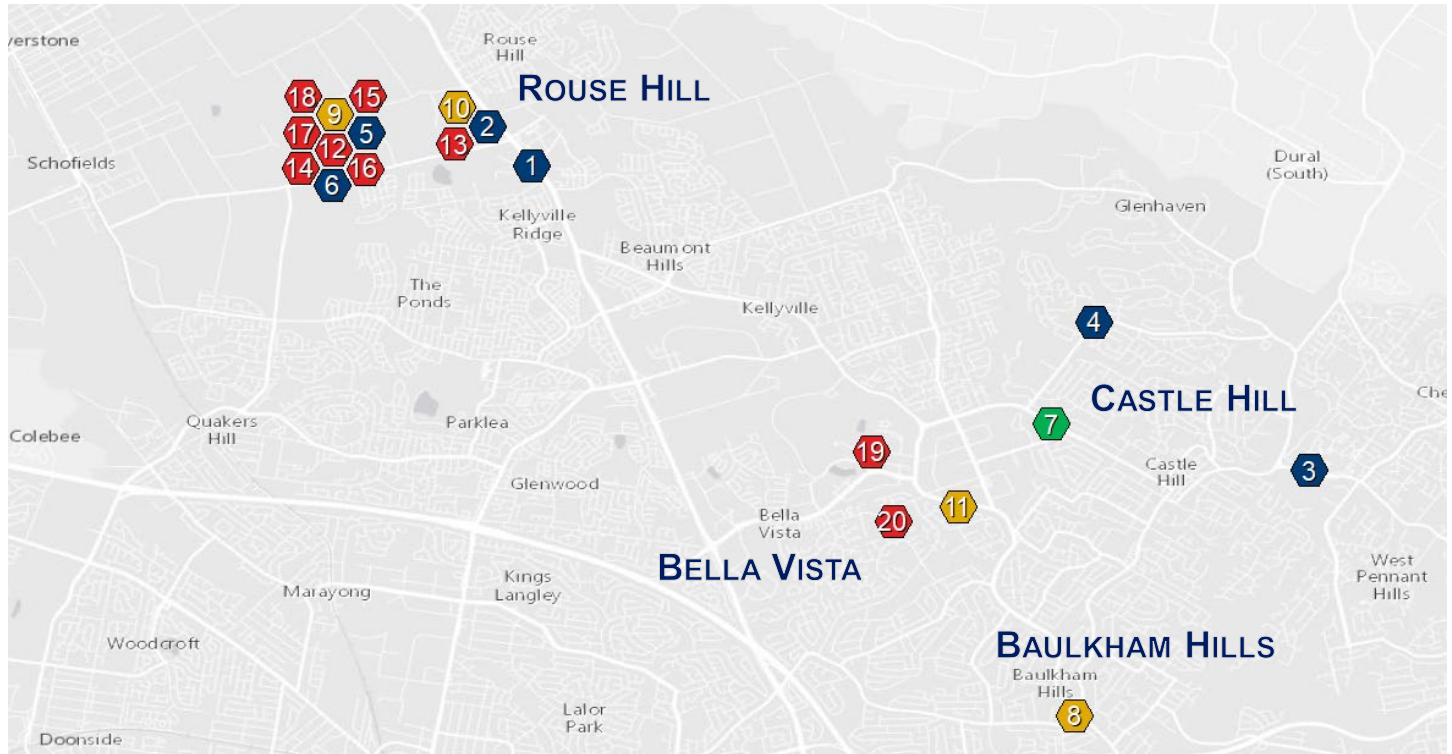 verstone
Rouse
Hill
ROUSE HILL
18
15
9
10
17
5
2
12
13
14
16
6
1
Schofields
Dural
(South)
Kellyville
Ridge
Glenhaven
Beaumont
Hills
The
Ponds
Kellyville
4
CASTLE HILL
Che
7
Quakers
Hill
Parklea
Colebee
19
Castle
Hill
3
Glenwood
11
Bella
Vista
20
BELLA VISTA
West
Pennant
Hills
Kings
Langley
Marayong
Woodcroft
BAULKHAM HILLS
Baulkham
Hills
8
Lalor
Park
Doonside